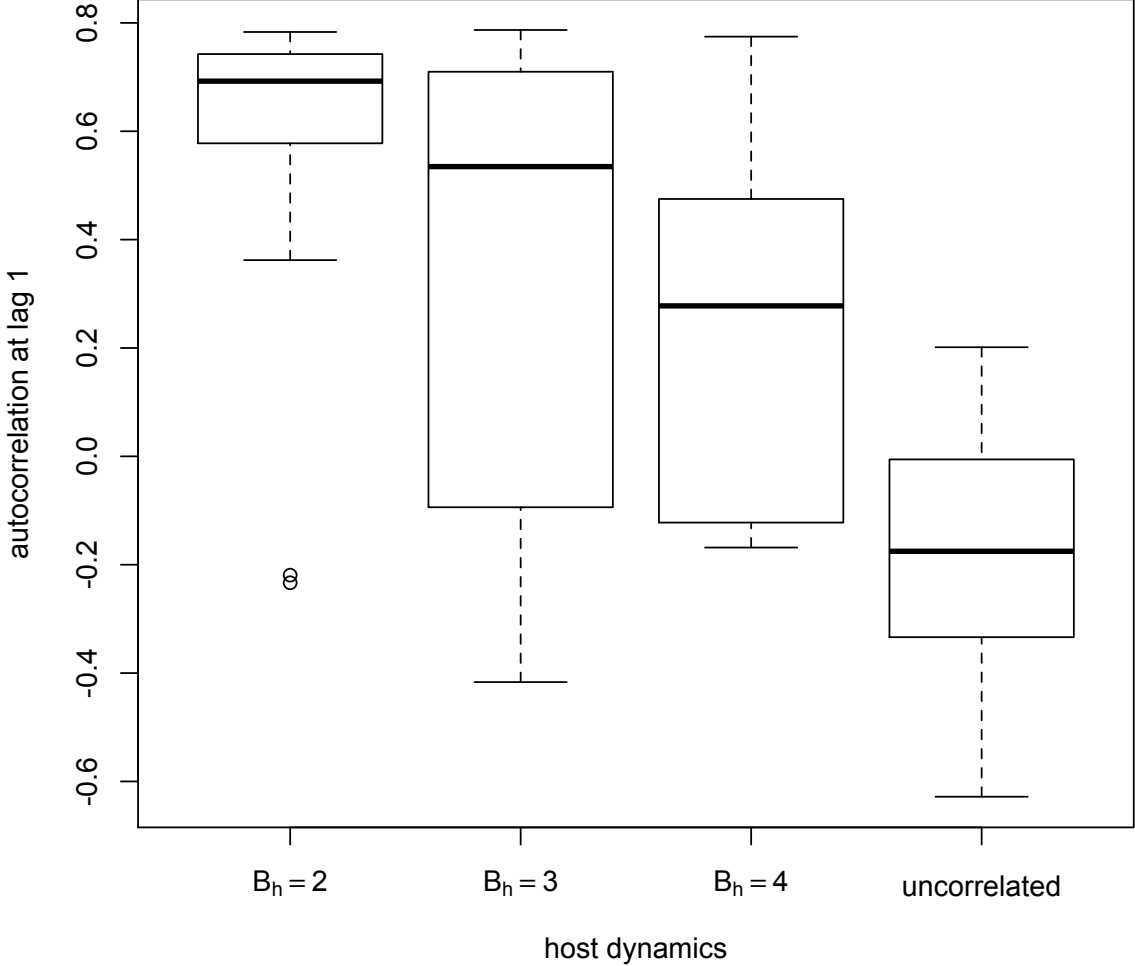 autocorrelation at lag 1
0.8
0.6
0.4
0.2
0.0
-0.2
-0.4
-0.6
Bₕ = 2
Bₕ = 3
Bₕ = 4
uncorrelated
host dynamics